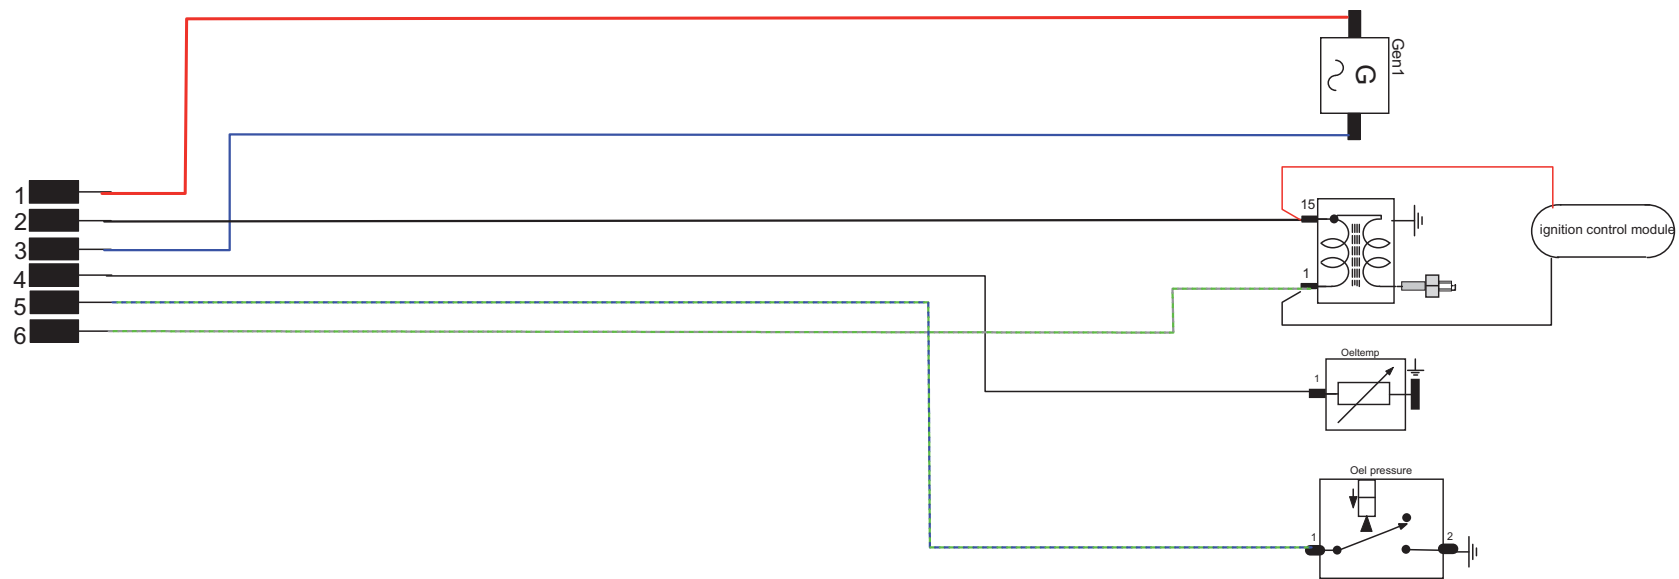 Gen1
G
1
2
3
4
5
6
15
1
ignition control module
Oeltemp
1
Oel pressure
1
2